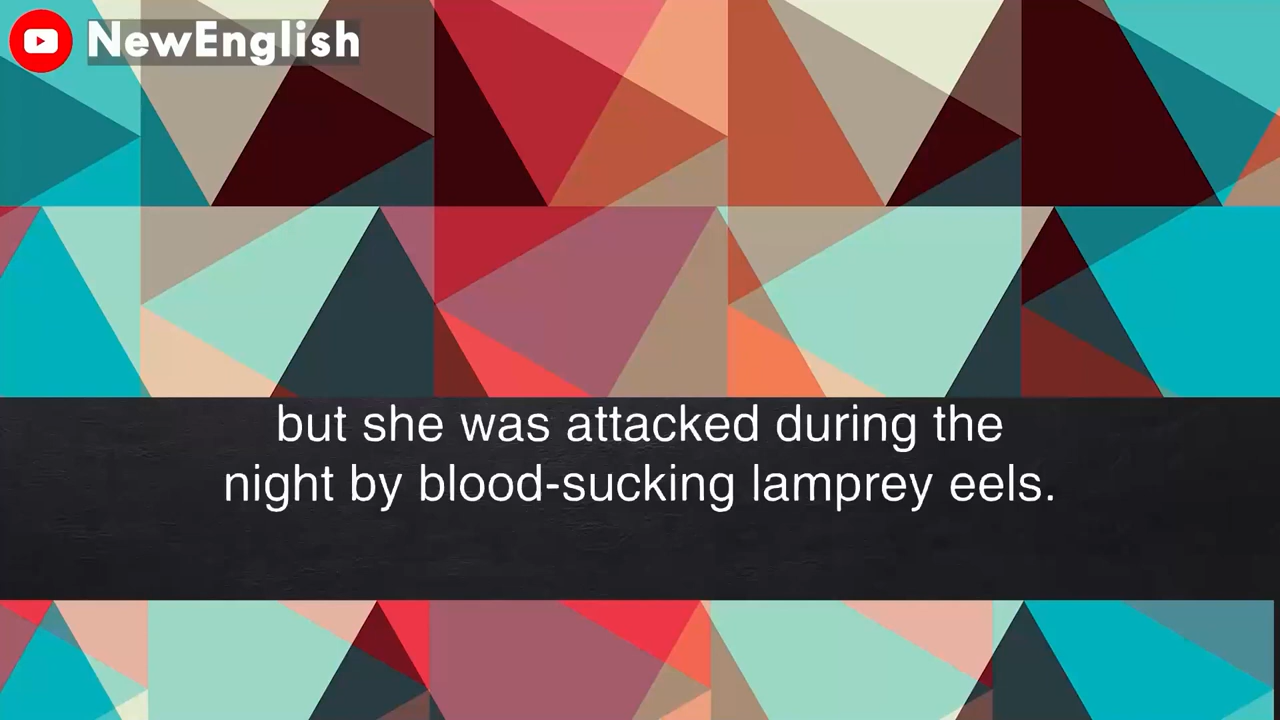 NewEnglish
but she was attacked during the
night by blood-sucking lamprey eels.